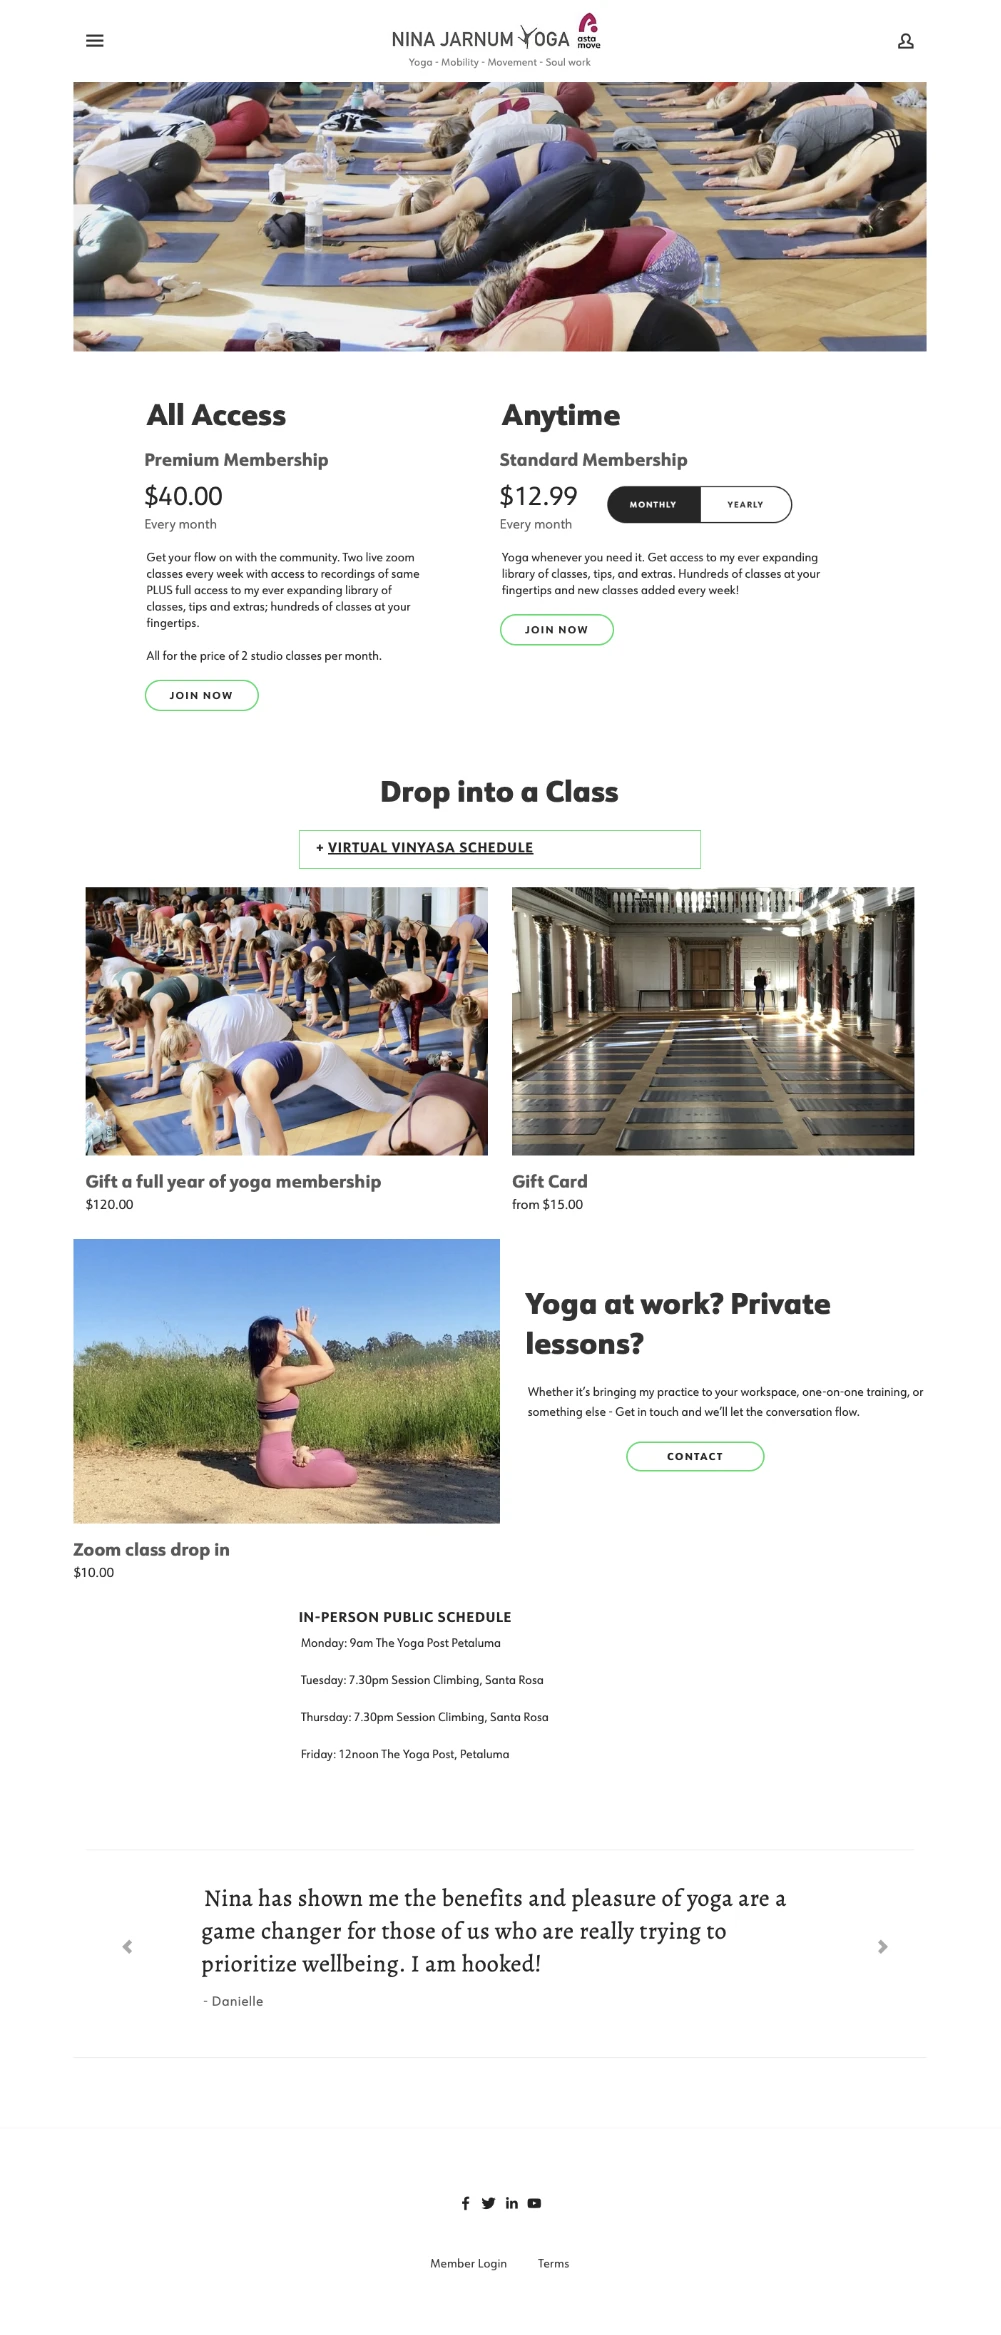 NINA JARNUM YOGA
asta
move
Yoga - Mobility - Movement - Soul work
All Access
Premium Membership
$40.00
Every month
Get your flow on with the community. Two live zoom
classes every week with access to recordings of same
PLUS full access to my ever expanding library of
classes, tips and extras; hundreds of classes at your
fingertips.
All for the price of 2 studio classes per month.
JOIN NOW
Anytime
Standard Membership
$12.99
Every month
MONTHLY
YEARLY
Yoga whenever you need it. Get access to my ever expanding
library of classes, tips, and extras. Hundreds of classes at your
fingertips and new classes added every week!
JOIN NOW
Drop into a Class
+ VIRTUAL VINYASA SCHEDULE
Gift a full year of yoga membership
$120.00
Gift Card
from $15.00
Yoga at work? Private
lessons?
Whether it's bringing my practice to your workspace, one-on-one training, or
something else - Get in touch and we'll let the conversation flow.
CONTACT
Zoom class drop in
$10.00
IN-PERSON PUBLIC SCHEDULE
Monday: 9am The Yoga Post Petaluma
Tuesday: 7.30pm Session Climbing, Santa Rosa
Thursday: 7.30pm Session Climbing, Santa Rosa
Friday: 12noon The Yoga Post, Petaluma
Nina has shown me the benefits and pleasure of yoga are a
game changer for those of us who are really trying to
prioritize wellbeing. I am hooked!
- Danielle
Member Login
Terms